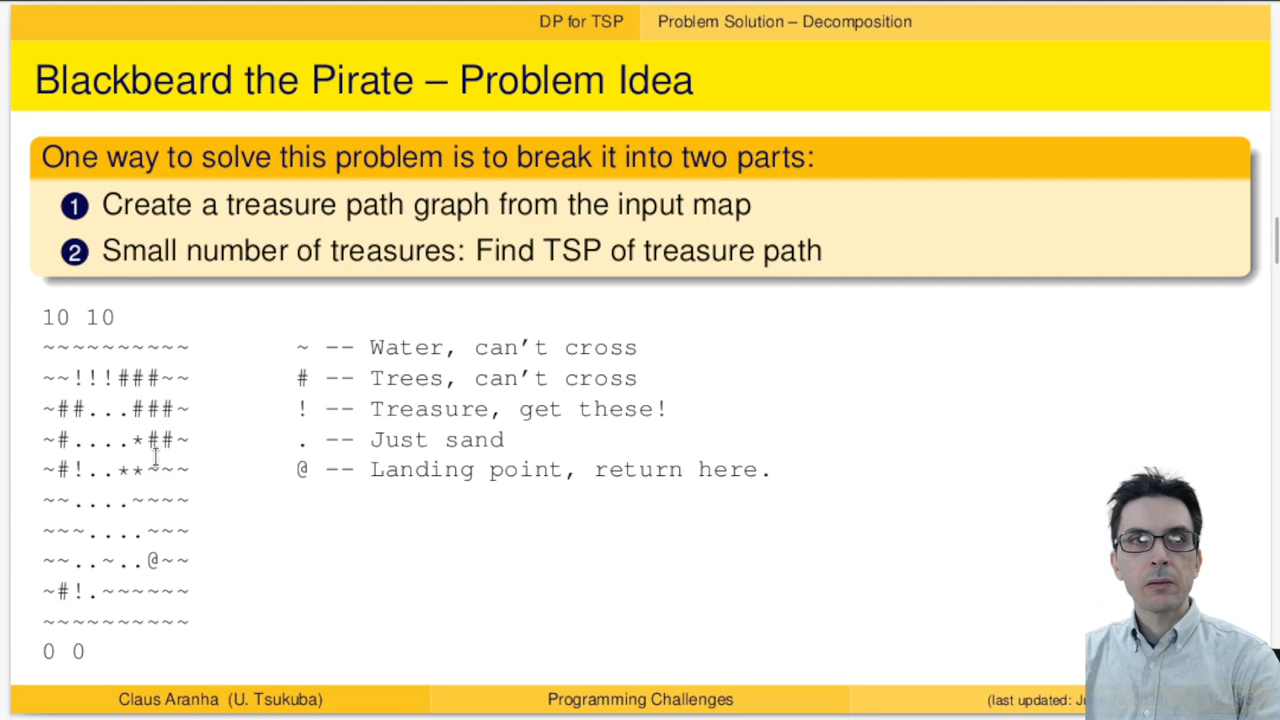 DP for TSP Problem Solution – Decomposition
Blackbeard the Pirate – Problem Idea
One way to solve this problem is to break it into two parts:
1 Create a treasure path graph from the input map
2 Small number of treasures: Find TSP of treasure path
10 10
~~~~~~~~~~ ~ -- Water, can't cross
~~!!!###~~ # -- Trees, can't cross
~##...###~ ! -- Treasure, get these!
~#....*##~ . -- Just sand
~#!..**~~~ @ -- Landing point, return here.
~~....~~~~
~~~....~~~
~~..~..@~~
~#!.~~~~~~
~~~~~~~~~~
0 0
Claus Aranha (U. Tsukuba) Programming Challenges (last updated: